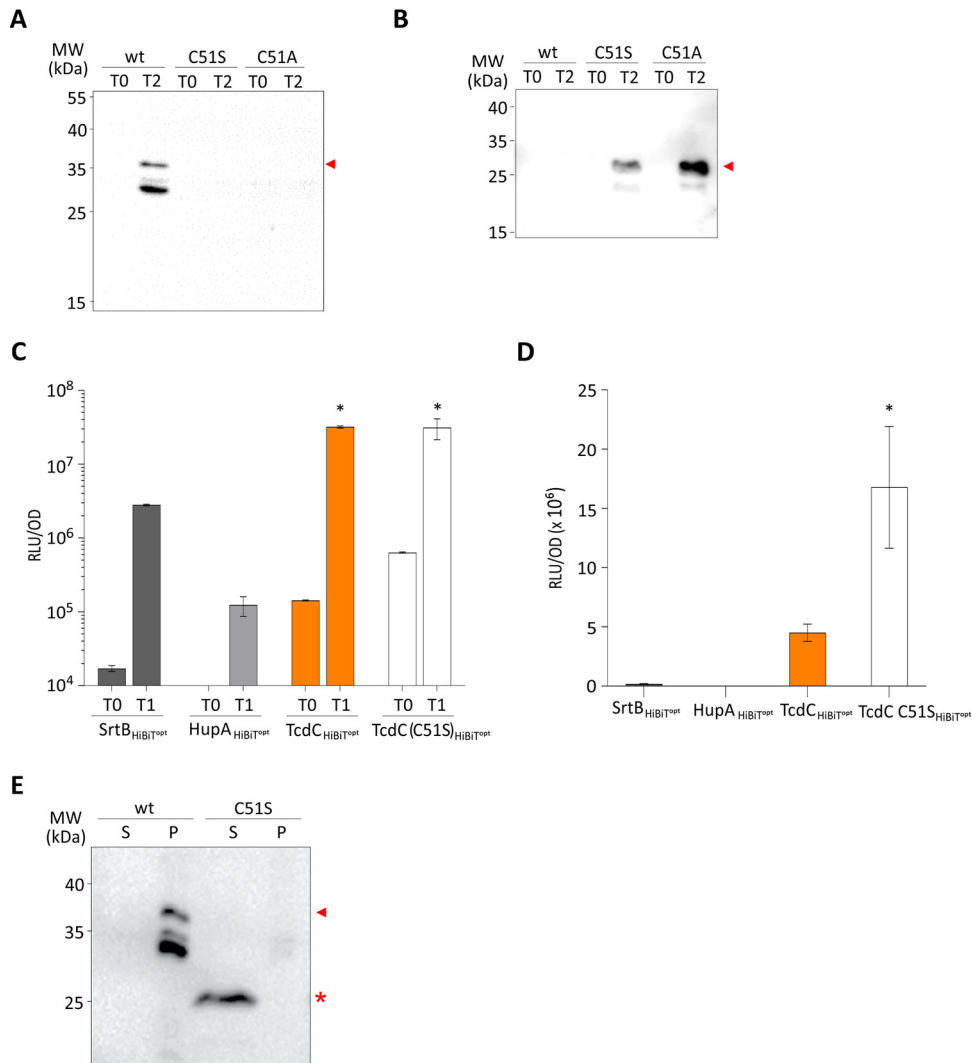 A
MW
(kDa)
wt C51S C51A
T0 T2 T0 T2 T0 T2
55
40
35
25
15
B
MW
(kDa)
wt C51S C51A
T0 T2 T0 T2 T0 T2
40
35
25
15
C
RLU/OD
10⁸
10⁷
10⁶
10⁵
10⁴
* *
T0 T1 T0 T1 T0 T1 T0 T1
SrtB HiBiTopt HupA HiBiTopt TcdC HiBiTopt TcdC (C51S) HiBiTopt
D
RLU/OD (x 10⁶)
25
20
15
10
5
0
*
SrtB HiBiTopt HupA HiBiTopt TcdC HiBiTopt TcdC C51S HiBiTopt
E
MW
(kDa)
wt C51S
S P S P
40
35
25
*